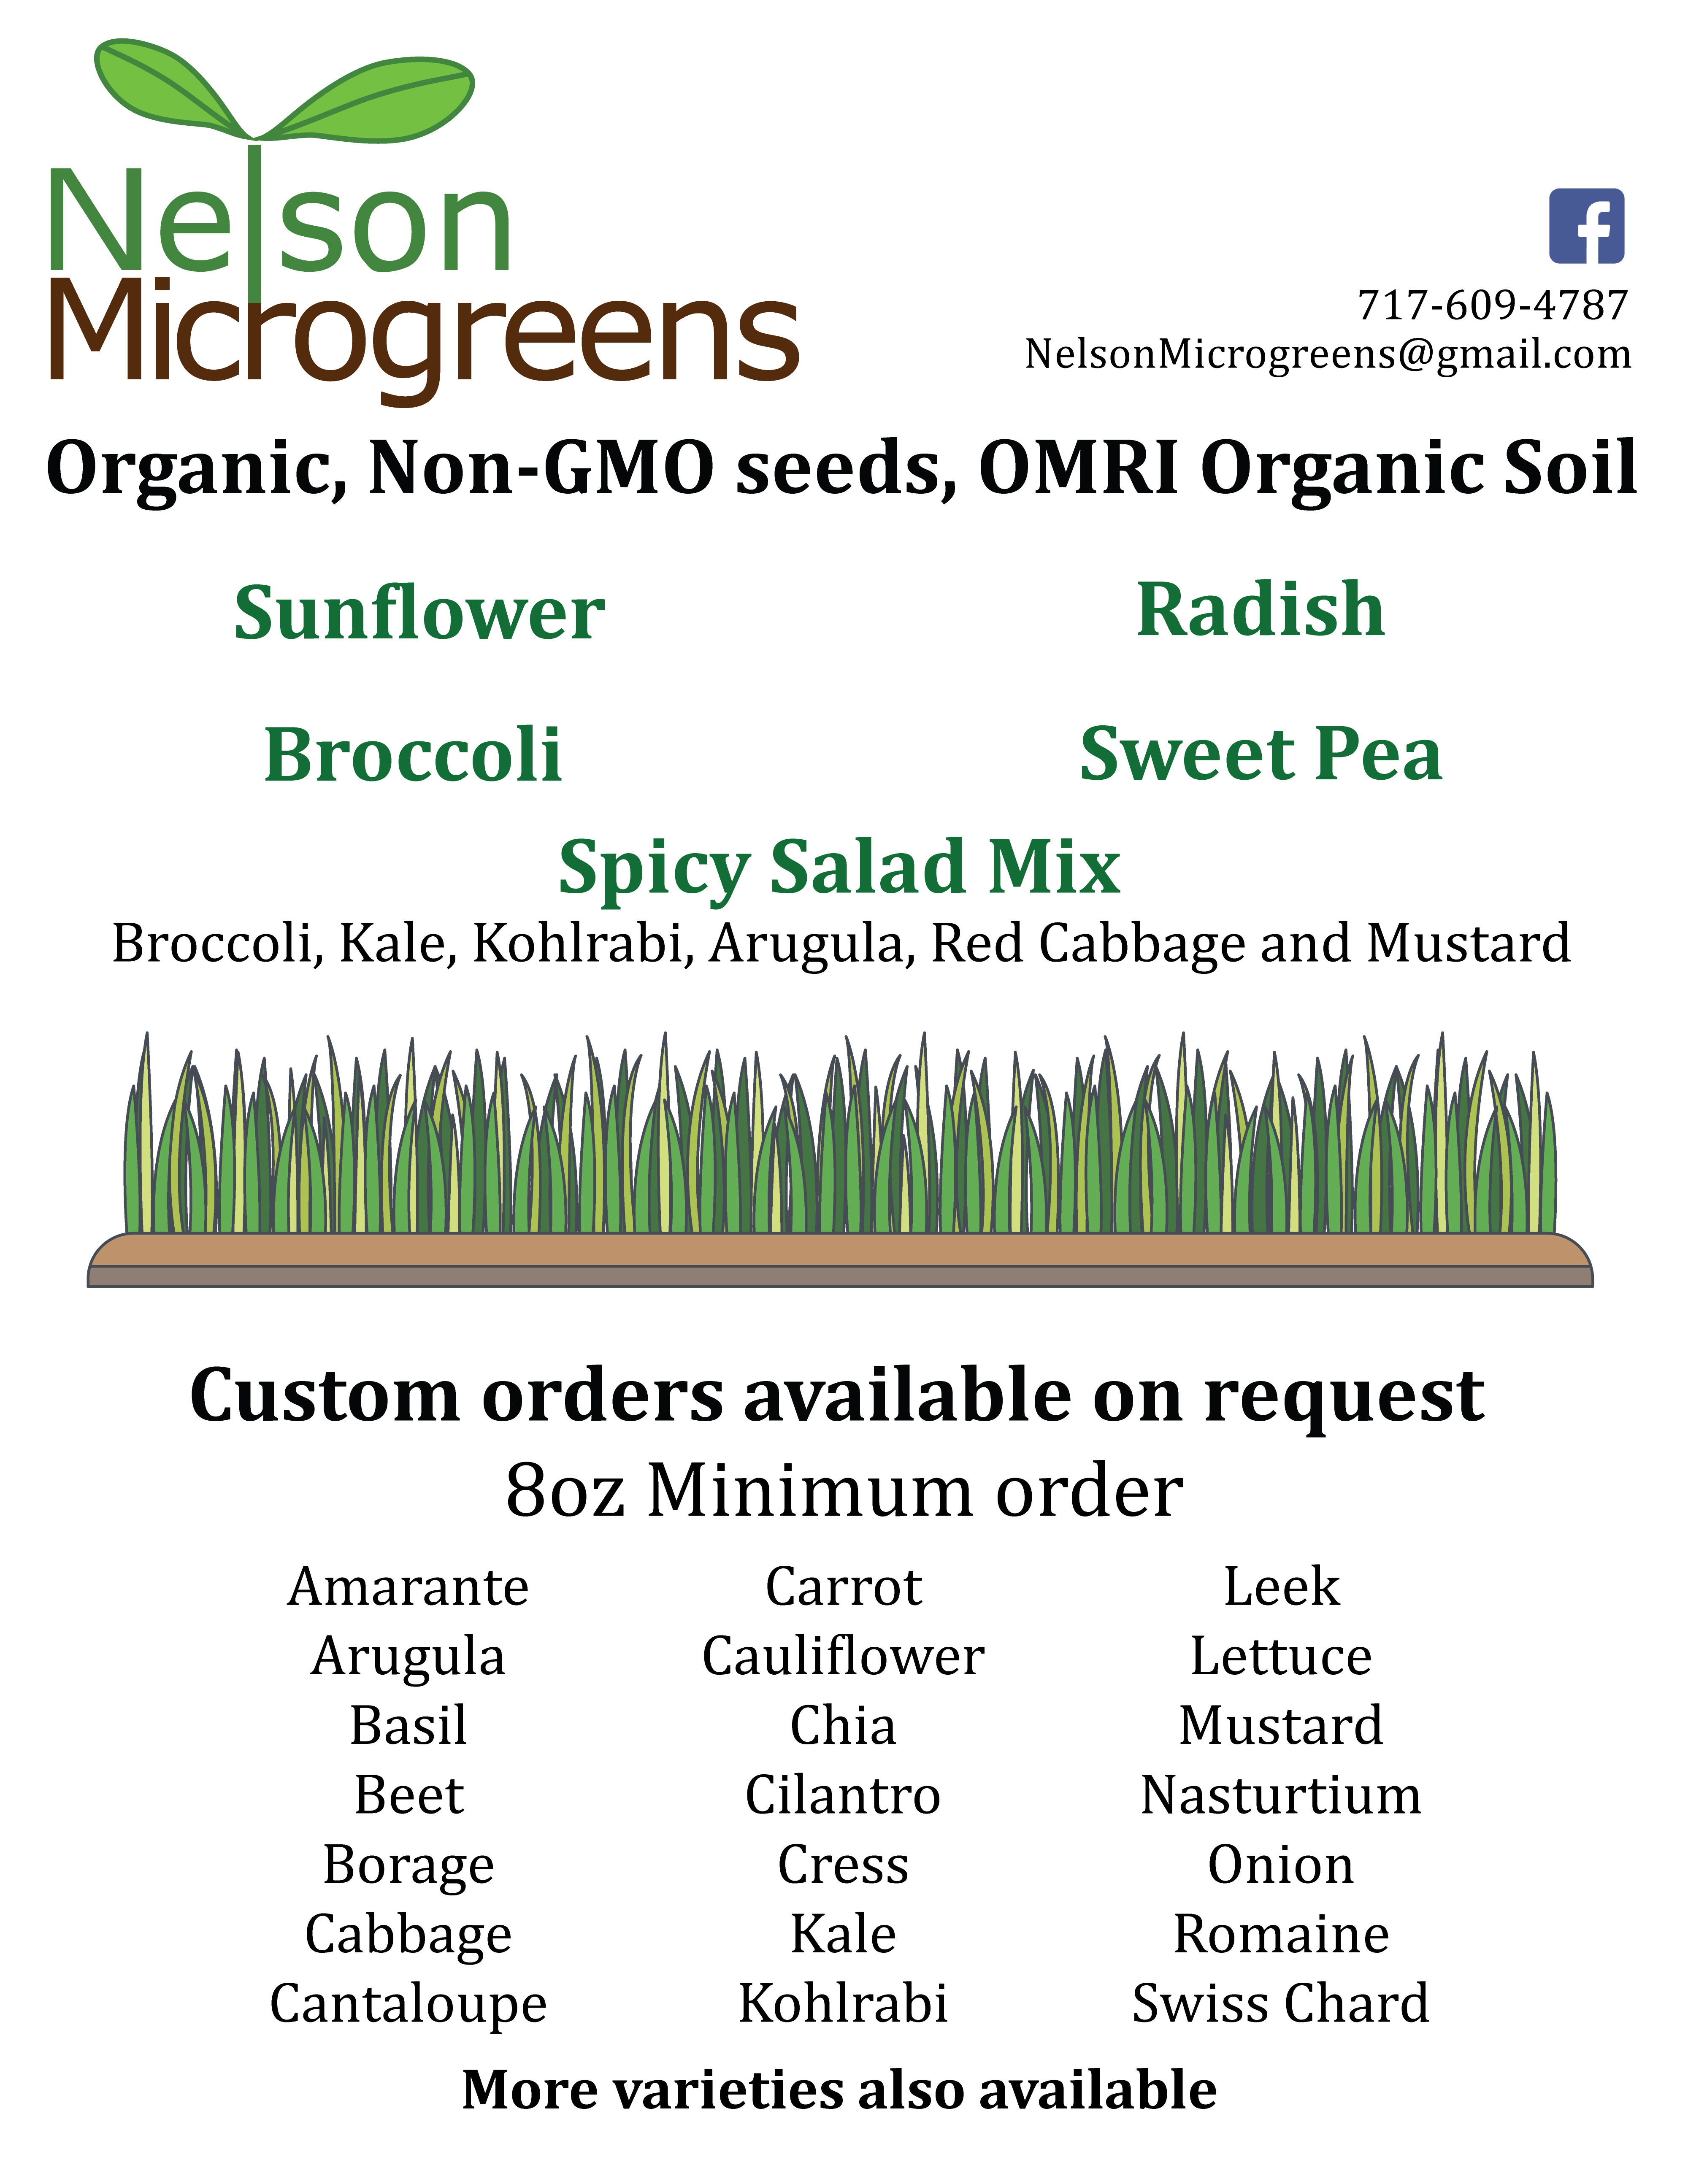 Nelson
Microgreens
f
717-609-4787
NelsonMicrogreens@gmail.com
Organic, Non-GMO seeds, OMRI Organic Soil
Sunflower Radish
Broccoli Sweet Pea
Spicy Salad Mix
Broccoli, Kale, Kohlrabi, Arugula, Red Cabbage and Mustard
Custom orders available on request
8oz Minimum order
Amarante Carrot Leek
Arugula Cauliflower Lettuce
Basil Chia Mustard
Beet Cilantro Nasturtium
Borage Cress Onion
Cabbage Kale Romaine
Cantaloupe Kohlrabi Swiss Chard
More varieties also available